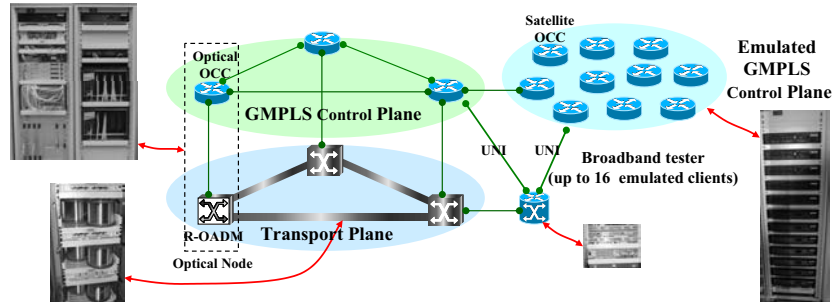 Satellite
OCC
Emulated
GMPLS
Control Plane
Optical
OCC
GMPLS Control Plane
UNI
UNI
Broadband tester
(up to 16 emulated clients)
R-OADM
Transport Plane
Optical Node